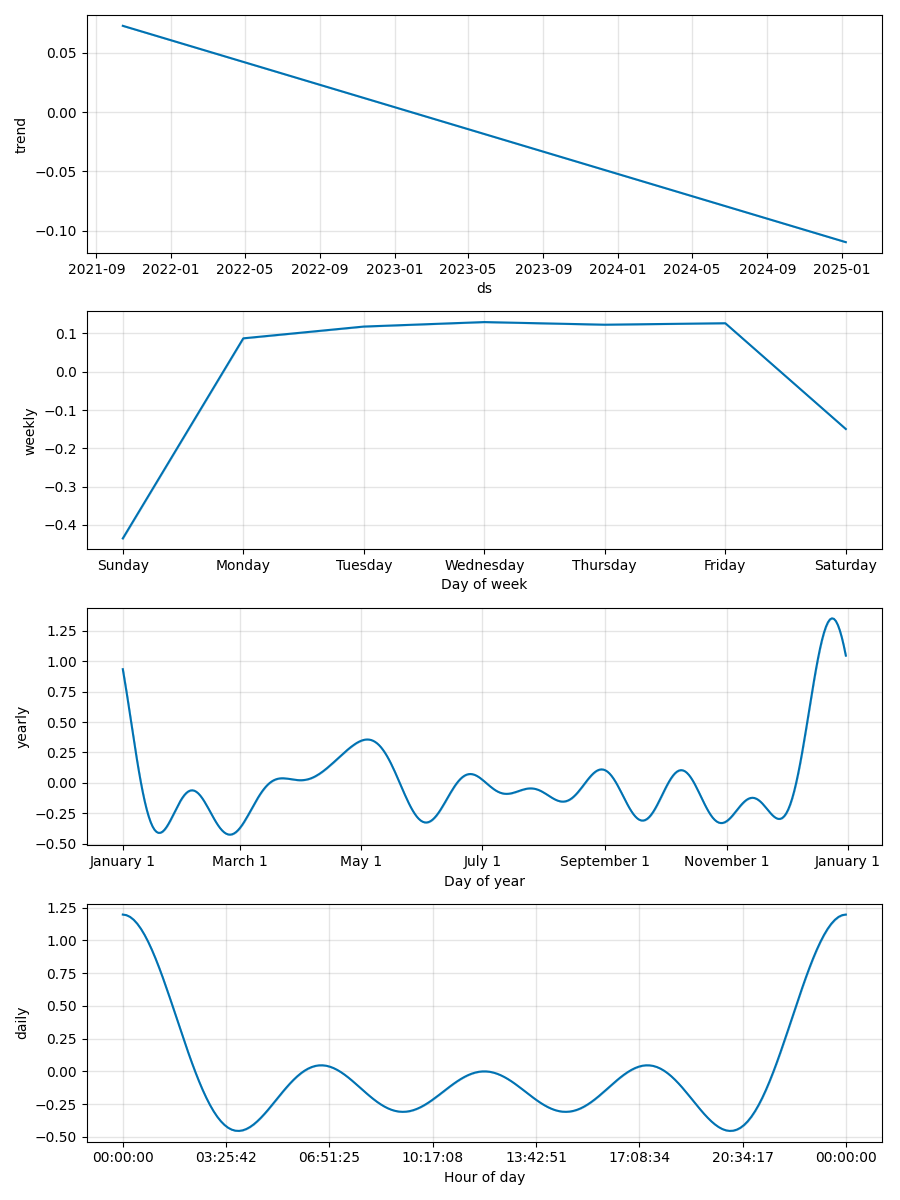 trend
0.05
0.00
−0.05
−0.10
2021-09 2022-01 2022-05 2022-09 2023-01 2023-05 2023-09 2024-01 2024-05 2024-09 2025-01
ds
weekly
0.1
0.0
−0.1
−0.2
−0.3
−0.4
Sunday Monday Tuesday Wednesday Thursday Friday Saturday
Day of week
yearly
1.25
1.00
0.75
0.50
0.25
0.00
−0.25
−0.50
January 1 March 1 May 1 July 1 September 1 November 1 January 1
Day of year
daily
1.25
1.00
0.75
0.50
0.25
0.00
−0.25
−0.50
00:00:00 03:25:42 06:51:25 10:17:08 13:42:51 17:08:34 20:34:17 00:00:00
Hour of day